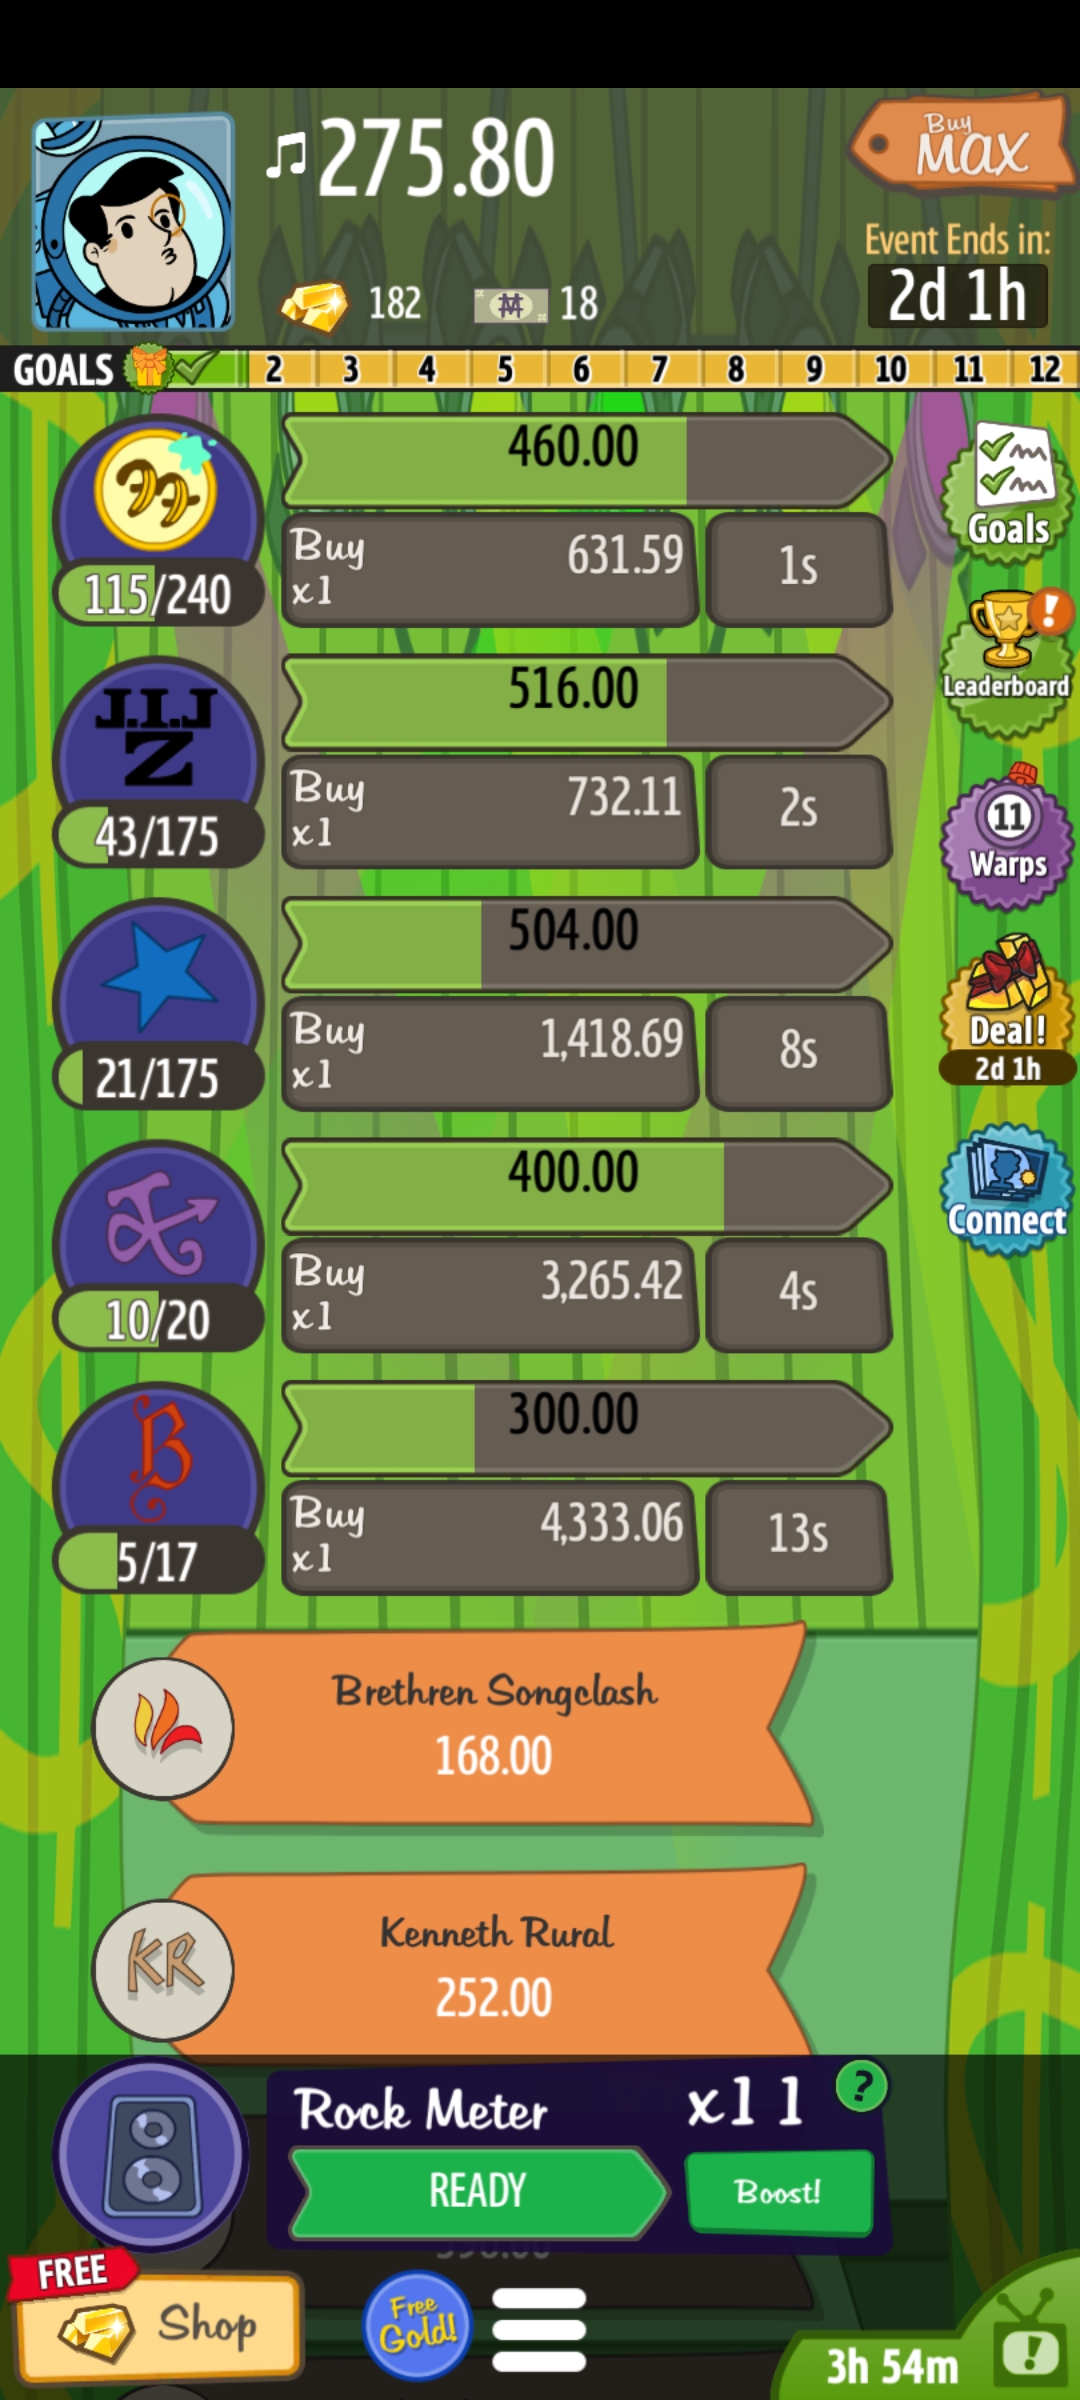 ♫275.80
Buy
MAX
Event Ends in:
2d 1h
182
18
GOALS 2 3 4 5 6 7 8 9 10 11 12
460.00
115/240
Buy
x1
631.59
1s
Goals
J.I.J
Z
516.00
43/175
Buy
x1
732.11
2s
!
Leaderboard
11
Warps
504.00
21/175
Buy
x1
1,418.69
8s
Deal!
2d 1h
400.00
10/20
Buy
x1
3,265.42
4s
Connect
B
300.00
5/17
Buy
x1
4,333.06
13s
Brethren Songclash
168.00
KR
Kenneth Rural
252.00
Rock Meter
x11
?
READY
Boost!
FREE
Shop
Free
Gold!
3h 54m
!